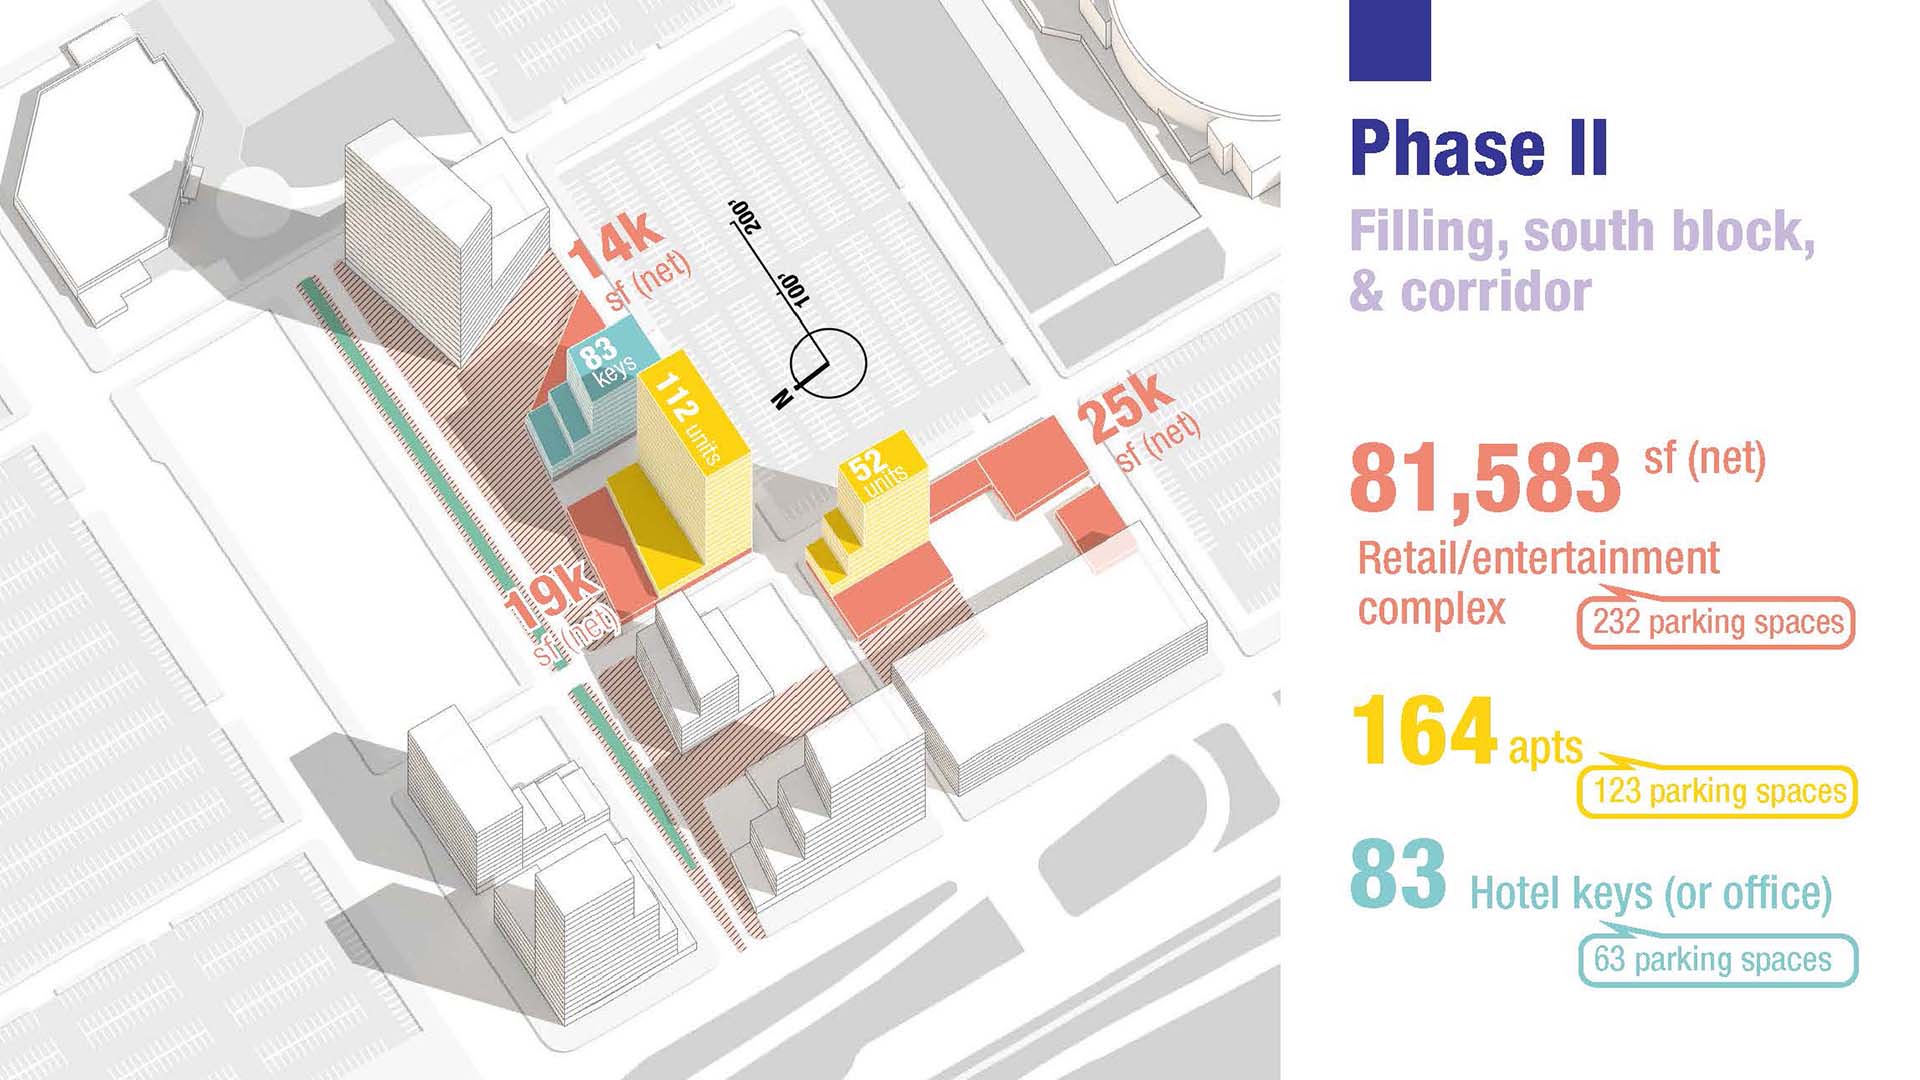 Phase II
Filling, south block,
& corridor
81,583 sf (net)
Retail/entertainment
complex
232 parking spaces
164 apts
123 parking spaces
83 Hotel keys (or office)
63 parking spaces
14k
sf (net)
200'
100'
N
83
keys
112 units
52
units
25k
sf (net)
19k
sf (net)